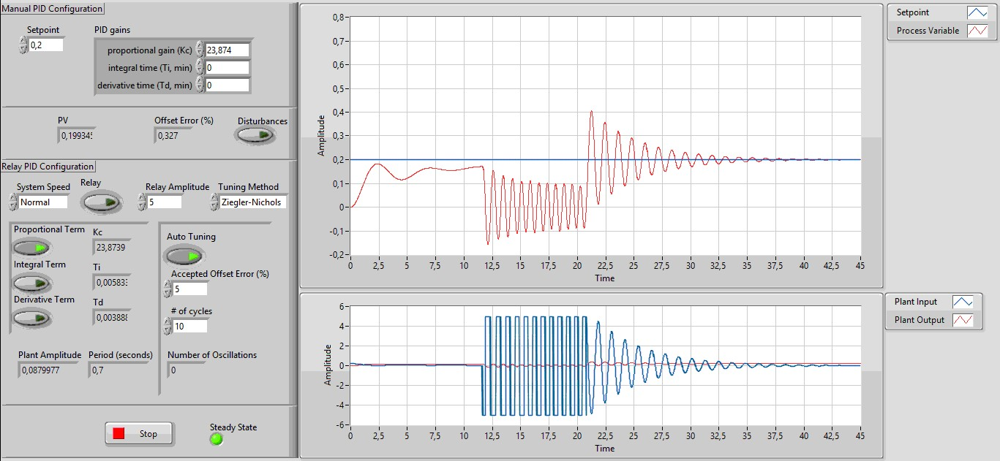 Manual PID Configuration
Setpoint
0,2
PID gains
proportional gain (Kc) 23,874
integral time (Ti, min) 0
derivative time (Td, min) 0
PV
Offset Error (%)
0,327
Disturbances
Relay PID Configuration
System Speed
Normal
Relay
Relay Amplitude
5
Tuning Method
Ziegler-Nichols
Proportional Term
Kc
23,8739
Integral Term
Ti
Derivative Term
Td
Auto Tuning
Accepted Offset Error (%)
5
# of cycles
10
Plant Amplitude
0,0879977
Period (seconds)
0,7
Number of Oscillations
0
Stop
Steady State
Amplitude
0,8
0,7
0,6
0,5
0,4
0,3
0,2
0,1
0
-0,1
-0,2
0 2,5 5 7,5 10 12,5 15 17,5 20 22,5 25 27,5 30 32,5 35 37,5 40 42,5 45
Time
Setpoint
Process Variable
Amplitude
6
4
2
0
-2
-4
-6
0 2,5 5 7,5 10 12,5 15 17,5 20 22,5 25 27,5 30 32,5 35 37,5 40 42,5 45
Time
Plant Input
Plant Output